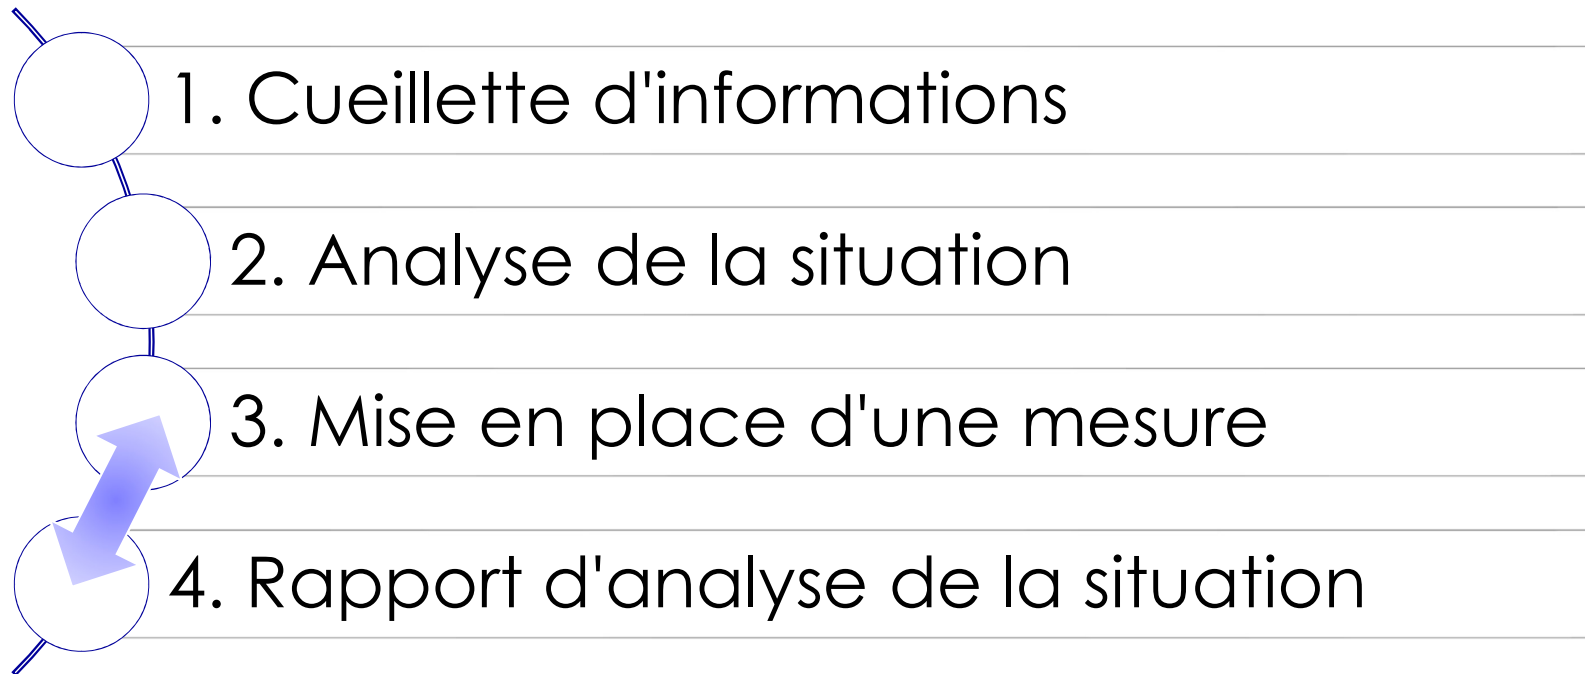 1. Cueillette d'informations
2. Analyse de la situation
3. Mise en place d'une mesure
4. Rapport d'analyse de la situation